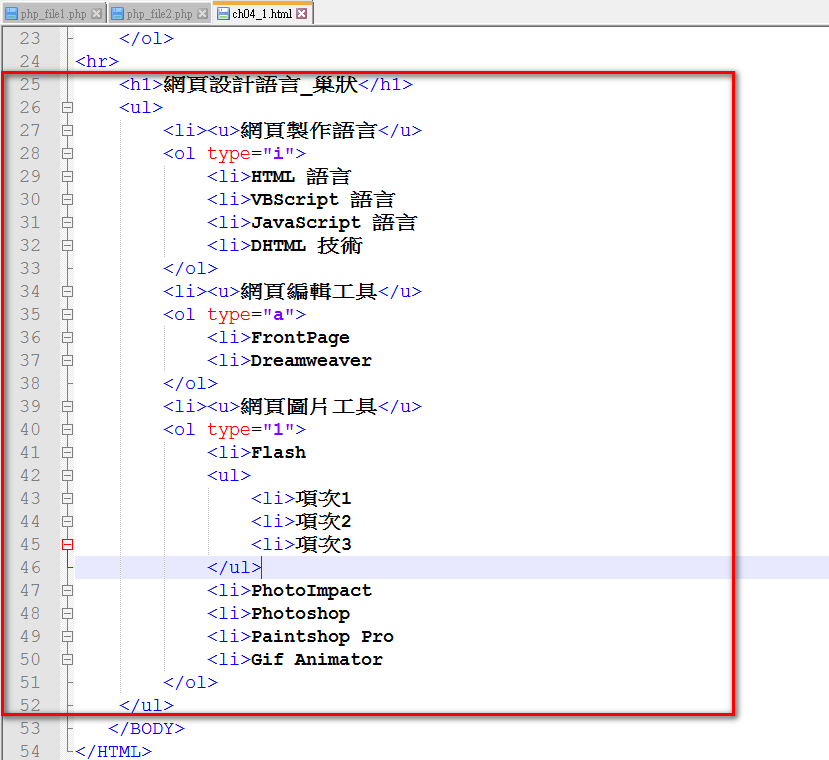 php_file1.php php_file2.php ch04_1.html
23 </ol>
24 <hr>
25 <h1>網頁設計語言_巢狀</h1>
26 <ul>
27 <li><u>網頁製作語言</u>
28 <ol type="i">
29 <li>HTML 語言
30 <li>VBScript 語言
31 <li>JavaScript 語言
32 <li>DHTML 技術
33 </ol>
34 <li><u>網頁編輯工具</u>
35 <ol type="a">
36 <li>FrontPage
37 <li>Dreamweaver
38 </ol>
39 <li><u>網頁圖片工具</u>
40 <ol type="1">
41 <li>Flash
42 <ul>
43 <li>項次1
44 <li>項次2
45 <li>項次3
46 </ul>
47 <li>PhotoImpact
48 <li>Photoshop
49 <li>Paintshop Pro
50 <li>Gif Animator
51 </ol>
52 </ul>
53 </BODY>
54 </HTML>